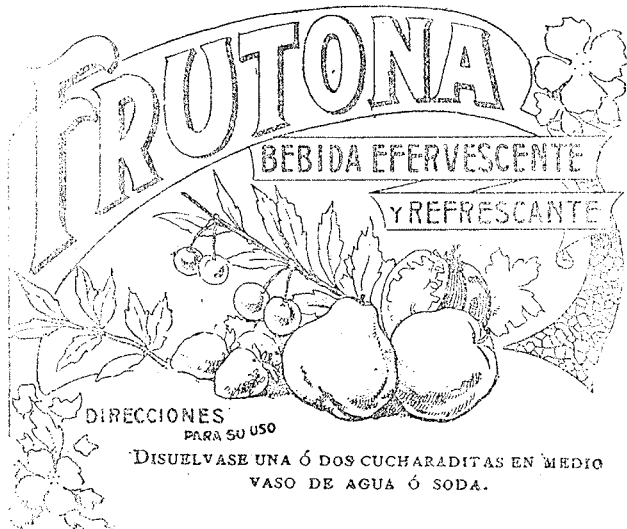 FRUTONA
BEBIDA EFERVESCENTE
Y REFRESCANTE
DIRECCIONES
PARA SU USO
DISUELVASE UNA Ó DOS CUCHARADITAS EN MEDIO
VASO DE AGUA Ó SODA.